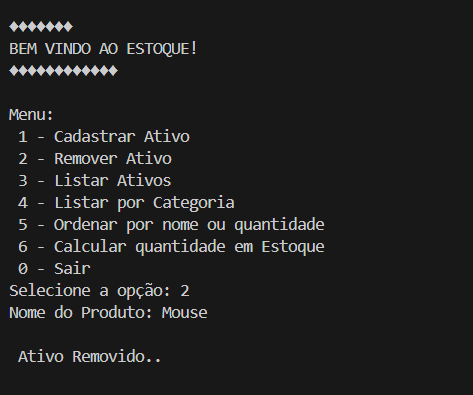 ♦♦♦♦♦♦♦
BEM VINDO AO ESTOQUE!
♦♦♦♦♦♦♦♦♦♦♦♦
Menu:
1 - Cadastrar Ativo
2 - Remover Ativo
3 - Listar Ativos
4 - Listar por Categoria
5 - Ordenar por nome ou quantidade
6 - Calcular quantidade em Estoque
0 - Sair
Selecione a opção: 2
Nome do Produto: Mouse
Ativo Removido..